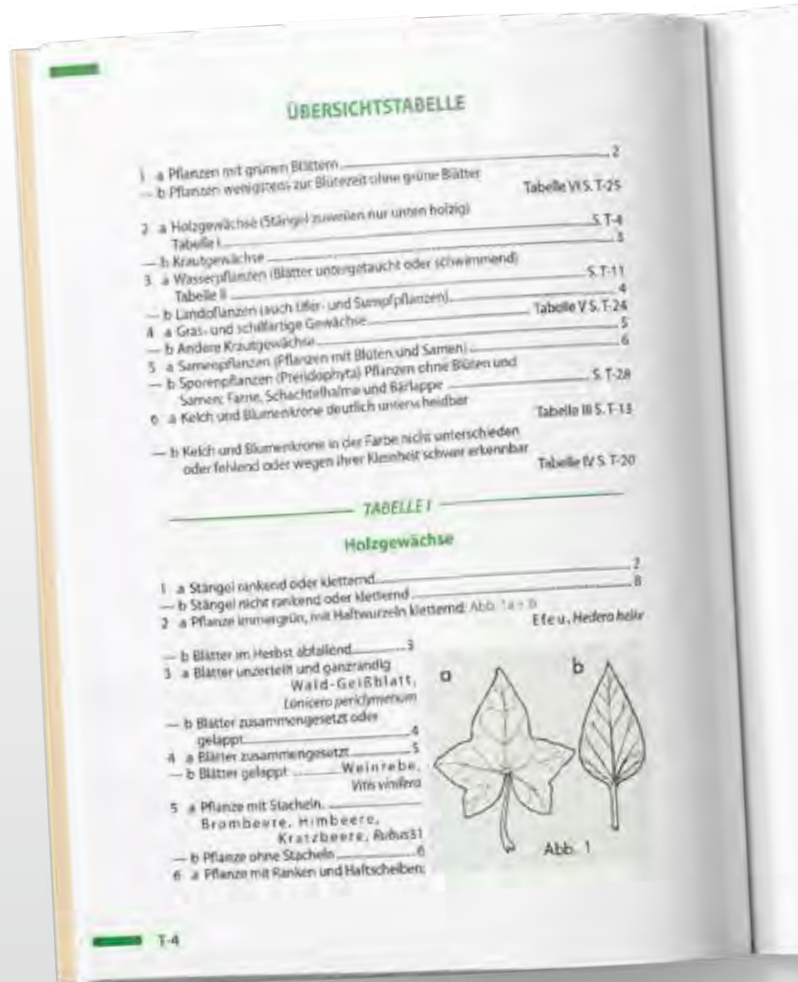 ÜBERSICHTSTABELLE
1 a Pflanzen mit grünen Blättern 2
— b Pflanzen wenigstens zur Blütezeit ohne grüne Blätter
Tabelle VI S. T-25
2 a Holzgewächse (Stängel zuweilen nur unten holzig)
Tabelle I S. T-4
— b Krautgewächse 3
3 a Wasserpflanzen (Blätter untergetaucht oder schwimmend)
Tabelle II S. T-11
— b Landpflanzen (auch Ufer- und Sumpfpflanzen) 4
4 a Gras- und schilfartige Gewächse Tabelle V S. T-24
— b Andere Krautgewächse 5
5 a Samenpflanzen (Pflanzen mit Blüten und Samen) 6
— b Sporenpflanzen (Pteridophyta) Pflanzen ohne Blüten und
Samen: Farne, Schachtelhalme und Bärlappe S. T-28
6 a Kelch und Blumenkrone deutlich unterscheidbar
Tabelle III S. T-13
— b Kelch und Blumenkrone in der Farbe nicht unterschieden
oder fehlend oder wegen ihrer Kleinheit schwer erkennbar
Tabelle IV S. T-20
TABELLE I
Holzgewächse
1 a Stängel rankend oder kletternd 2
— b Stängel nicht rankend oder kletternd 8
2 a Pflanze immergrün, mit Haftwurzeln kletternd: Abb. 1a + b
Efeu, Hedera helix
— b Blätter im Herbst abfallend 3
3 a Blätter unzerteilt und ganzrandig
Wald-Geißblatt,
Lonicera periclymenum
— b Blätter zusammengesetzt oder
gelappt 4
4 a Blätter zusammengesetzt 5
— b Blätter gelappt Weinrebe,
Vitis vinifera
5 a Pflanze mit Stacheln.
Brombeere, Himbeere,
Kratzbeere, Rubus31
— b Pflanze ohne Stacheln 6
6 a Pflanze mit Ranken und Haftscheiben:
a b
Abb. 1
T-4